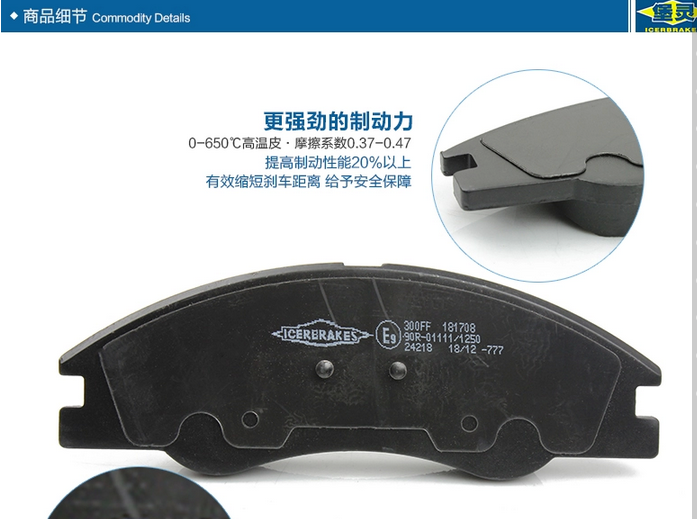 商品细节 Commodity Details
堡灵
ICERBRAKE
更强劲的制动力
0-650℃高温皮·摩擦系数0.37-0.47
提高制动性能20%以上
有效缩短刹车距离 给予安全保障
ICERBRAKES
E9
300FF 181708
90R-01111/1250
24218 18/12 -777